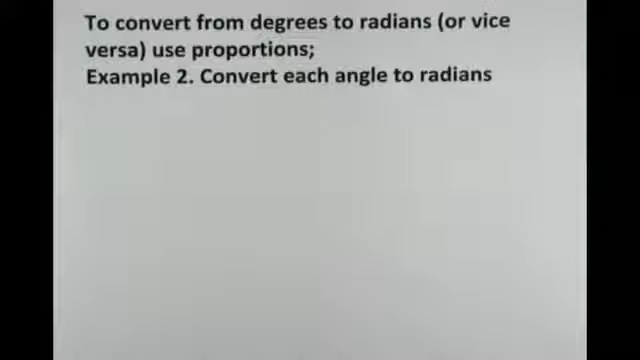 To convert from degrees to radians (or vice
versa) use proportions;
Example 2. Convert each angle to radians